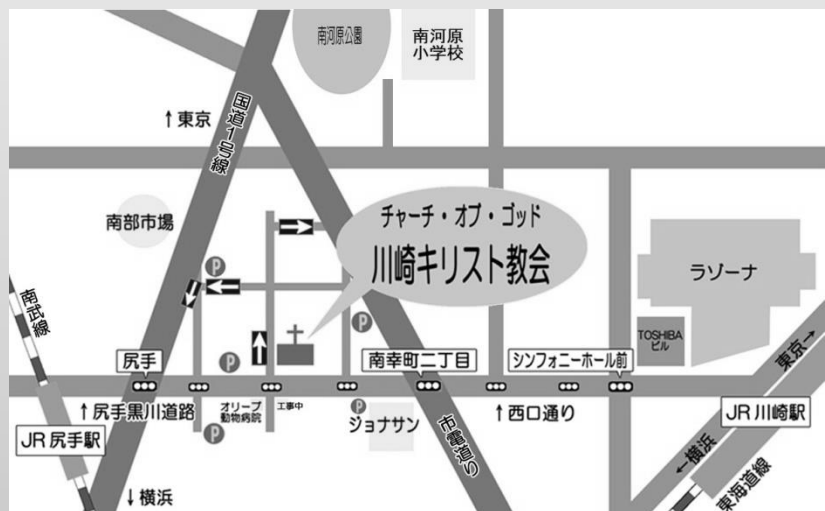 南河原公園
南河原
小学校
↑東京
国道1号線
南部市場
チャーチ・オブ・ゴッド
川崎キリスト教会
ラゾーナ
TOSHIBA
ビル
P
P
P
P
P
南武線
尻手
南幸町二丁目
シンフォニーホール前
東京→
↑尻手黒川道路
オリーブ
動物病院
工事中
ジョナサン
↑西口通り
JR 川崎駅
JR 尻手駅
市電通り
←横浜
東海道線
↓横浜